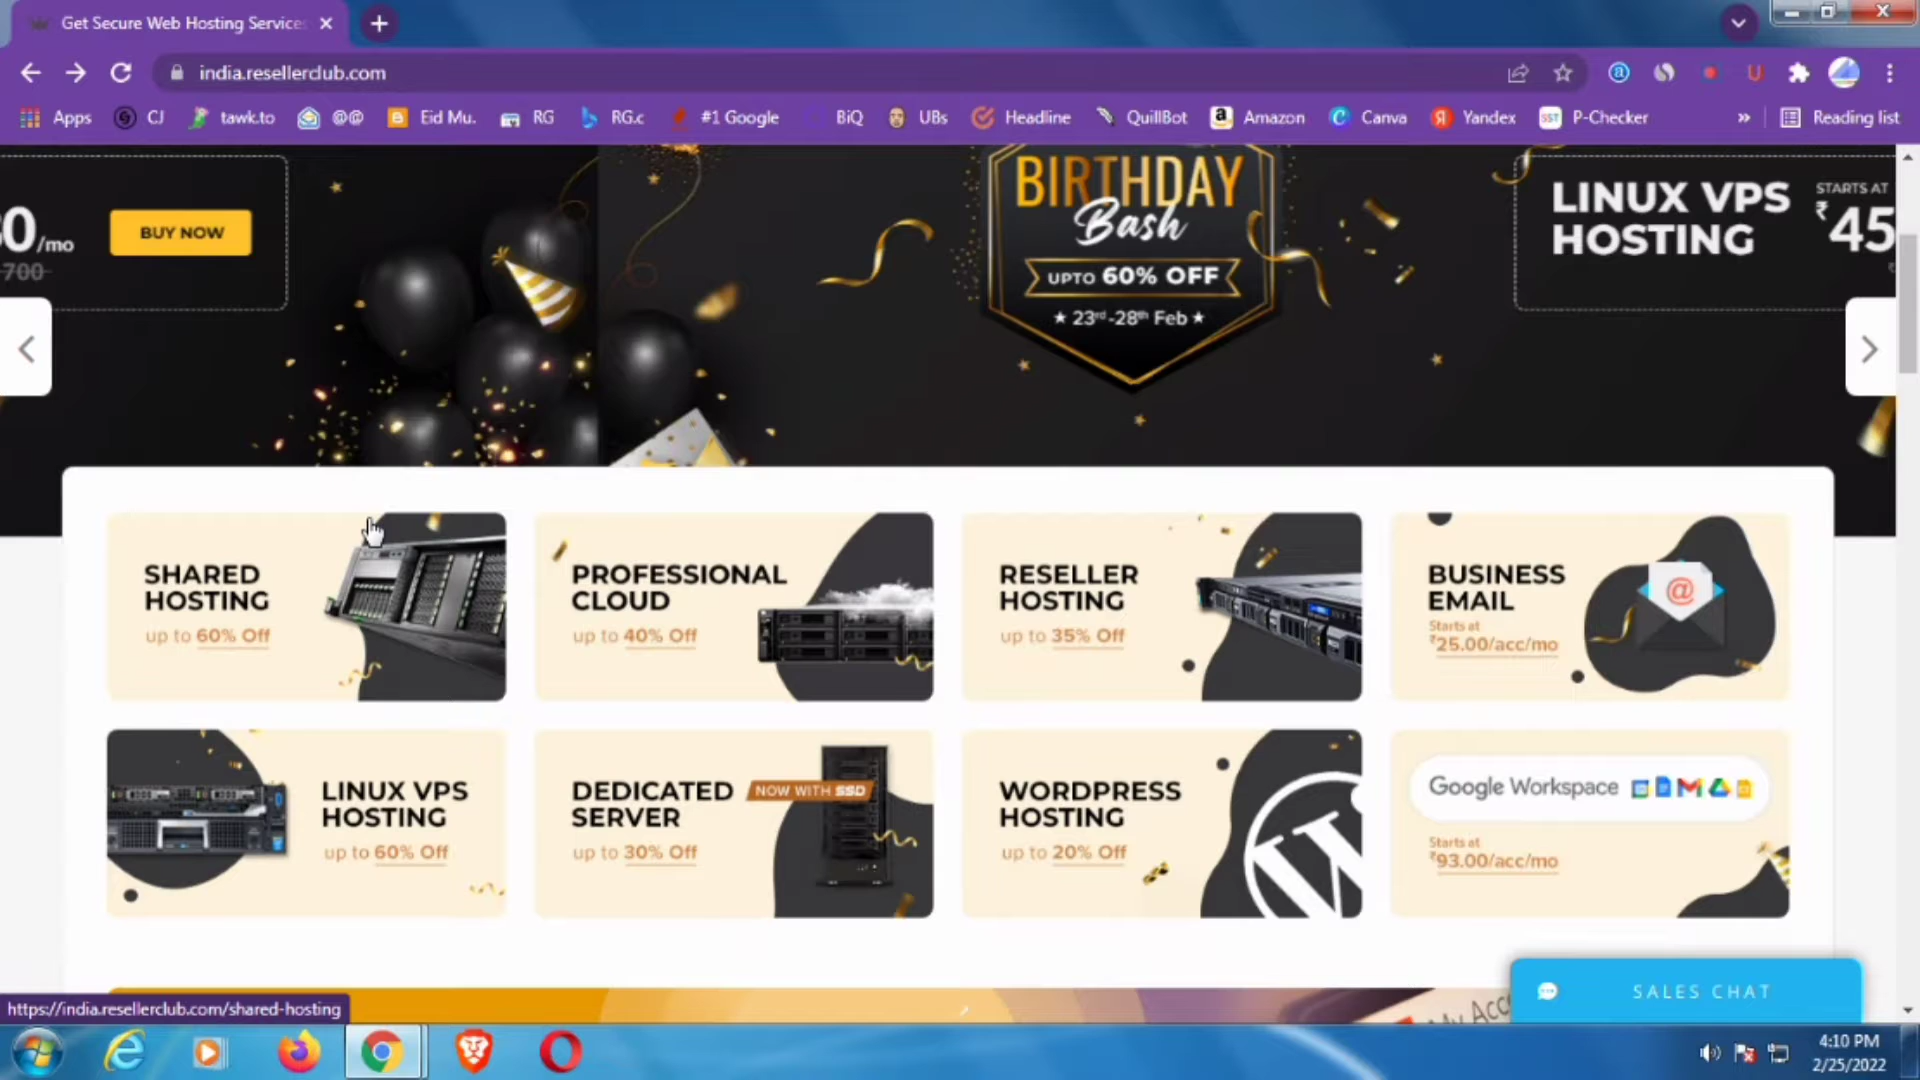 Get Secure Web Hosting Services
india.resellerclub.com
Apps
CJ
tawk.to
@@
Eid Mu.
RG
RG.c
#1 Google
BiQ
UBs
Headline
QuillBot
Amazon
Canva
Yandex
SST
P-Checker
»
Reading list
0/mo
700
BUY NOW
BIRTHDAY
Bash
UPTO 60% OFF
★ 23rd-28th Feb ★
LINUX VPS
HOSTING
STARTS AT
₹45
SHARED
HOSTING
up to 60% Off
PROFESSIONAL
CLOUD
up to 40% Off
RESELLER
HOSTING
up to 35% Off
BUSINESS
EMAIL
Starts at
₹25.00/acc/mo
@
LINUX VPS
HOSTING
up to 60% Off
DEDICATED
SERVER
NOW WITH SSD
up to 30% Off
WORDPRESS
HOSTING
up to 20% Off
Google Workspace
Starts at
₹93.00/acc/mo
My Acc
SALES CHAT
https://india.resellerclub.com/shared-hosting
4:10 PM
2/25/2022